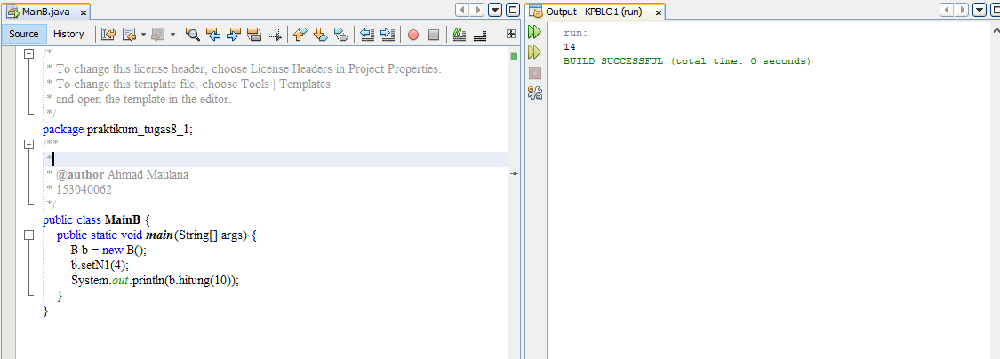 MainB.java
Source History
/*
* To change this license header, choose License Headers in Project Properties.
* To change this template file, choose Tools | Templates
* and open the template in the editor.
*/
package praktikum_tugas8_1;
/**
*
* @author Ahmad Maulana
* 153040062
*/
public class MainB {
public static void main(String[] args) {
B b = new B();
b.setN1(4);
System.out.println(b.hitung(10));
}
}
Output - KPBLO1 (run)
run:
14
BUILD SUCCESSFUL (total time: 0 seconds)